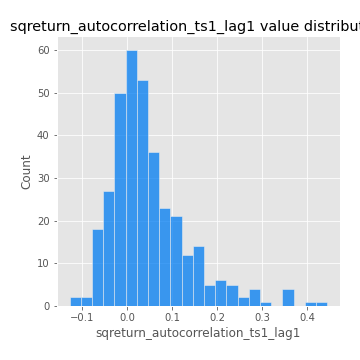 sqreturn_autocorrelation_ts1_lag1 value distribut
60
50
40
30
20
10
0
Count
−0.1 0.0 0.1 0.2 0.3 0.4
sqreturn_autocorrelation_ts1_lag1